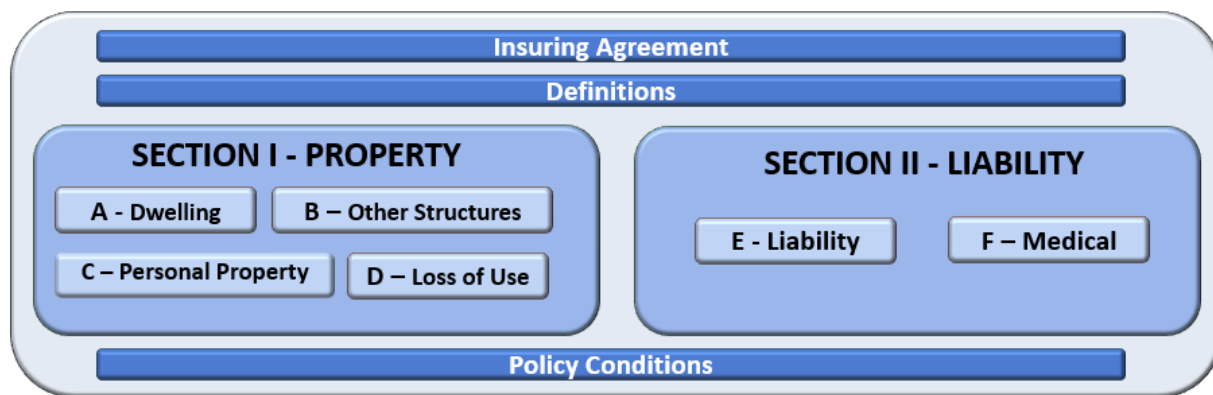 Insuring Agreement
Definitions
SECTION I - PROPERTY
A - Dwelling
B – Other Structures
C – Personal Property
D – Loss of Use
SECTION II - LIABILITY
E - Liability
F – Medical
Policy Conditions